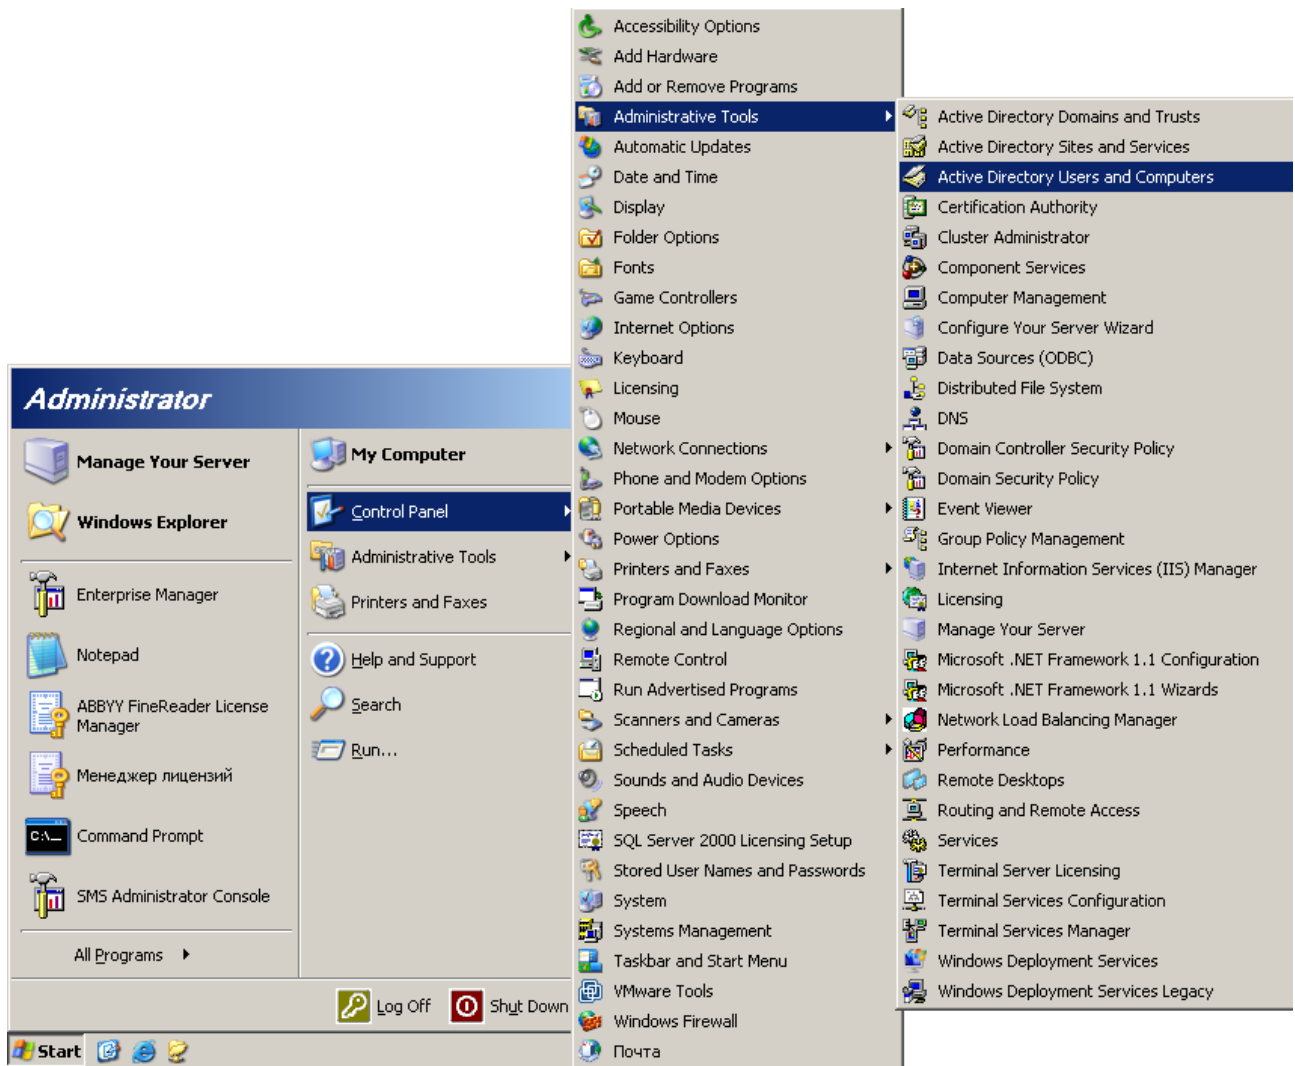 Administrator
Manage Your Server
Windows Explorer
Enterprise Manager
Notepad
ABBYY FineReader License
Manager
Менеджер лицензий
C:\_
Command Prompt
SMS Administrator Console
All Programs
My Computer
Control Panel
Administrative Tools
Printers and Faxes
Help and Support
Search
Run...
Log Off
Shut Down
Start
Accessibility Options
Add Hardware
Add or Remove Programs
Administrative Tools
Automatic Updates
Date and Time
Display
Folder Options
Fonts
Game Controllers
Internet Options
Keyboard
Licensing
Mouse
Network Connections
Phone and Modem Options
Portable Media Devices
Power Options
Printers and Faxes
Program Download Monitor
Regional and Language Options
Remote Control
Run Advertised Programs
Scanners and Cameras
Scheduled Tasks
Sounds and Audio Devices
Speech
SQL Server 2000 Licensing Setup
Stored User Names and Passwords
System
Systems Management
Taskbar and Start Menu
VMware Tools
Windows Firewall
Почта
Active Directory Domains and Trusts
Active Directory Sites and Services
Active Directory Users and Computers
Certification Authority
Cluster Administrator
Component Services
Computer Management
Configure Your Server Wizard
Data Sources (ODBC)
Distributed File System
DNS
Domain Controller Security Policy
Domain Security Policy
Event Viewer
Group Policy Management
Internet Information Services (IIS) Manager
Licensing
Manage Your Server
Microsoft .NET Framework 1.1 Configuration
Microsoft .NET Framework 1.1 Wizards
Network Load Balancing Manager
Performance
Remote Desktops
Routing and Remote Access
Services
Terminal Server Licensing
Terminal Services Configuration
Terminal Services Manager
Windows Deployment Services
Windows Deployment Services Legacy